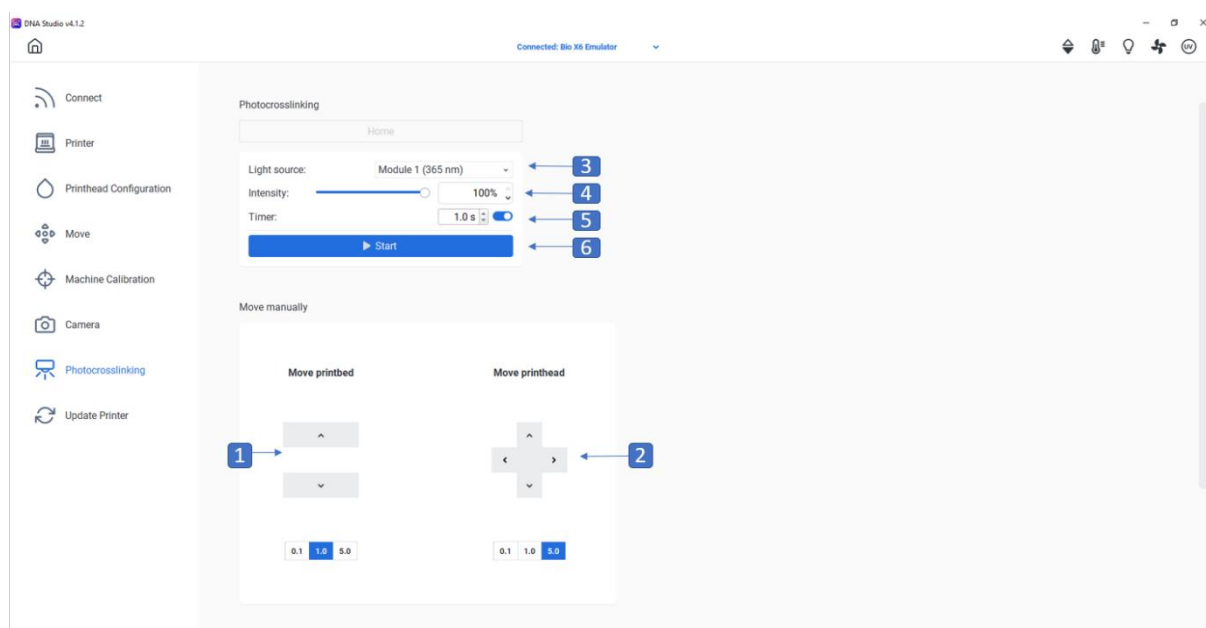 DNA Studio v4.1.2
Connected: Bio X6 Emulator
UV
Connect
Printer
Printhead Configuration
Move
Machine Calibration
Camera
Photocrosslinking
Update Printer
Photocrosslinking
Home
Light source: Module 1 (365 nm) 3
Intensity: 100% 4
Timer: 1.0 s 5
Start 6
Move manually
Move printbed Move printhead
1 2
0.1 1.0 5.0 0.1 1.0 5.0